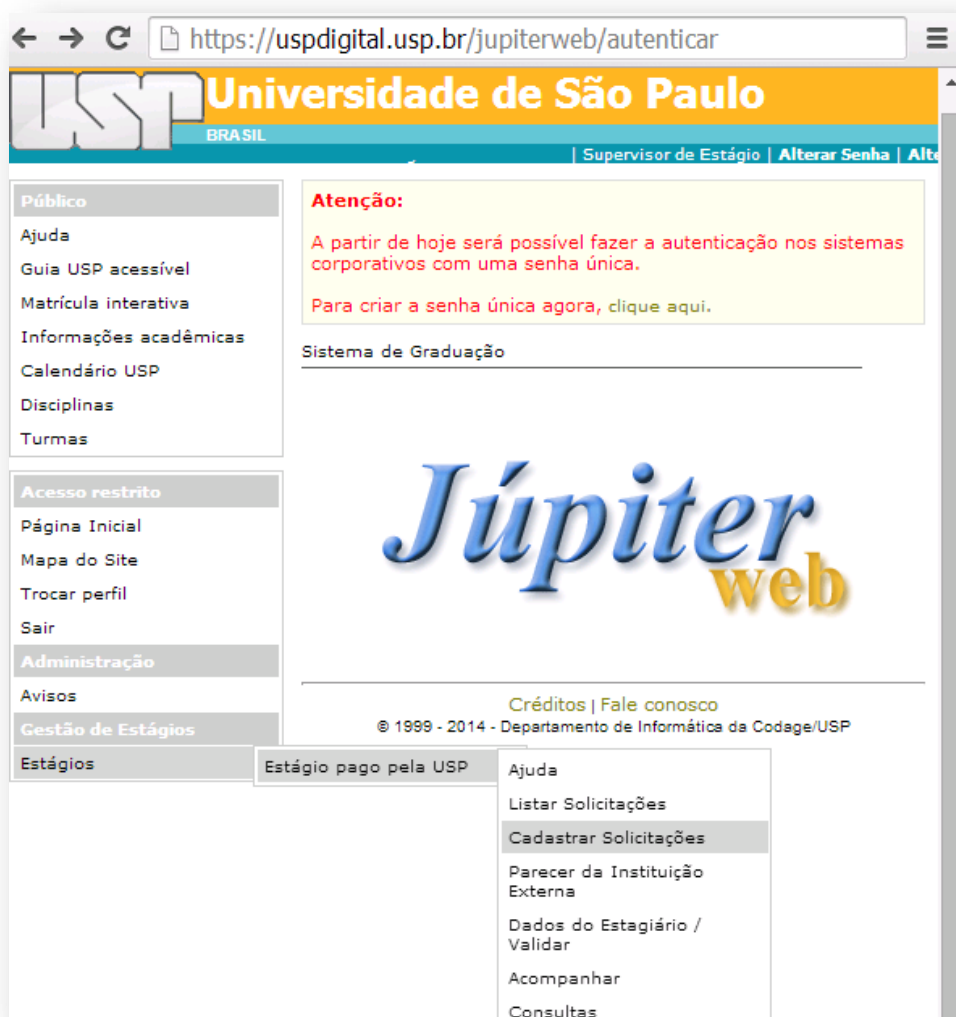 https://uspdigital.usp.br/jupiterweb/autenticar
USP
Universidade de São Paulo
BRASIL
| Supervisor de Estágio | Alterar Senha | Alte
Público
Ajuda
Guia USP acessível
Matrícula interativa
Informações acadêmicas
Calendário USP
Disciplinas
Turmas
Acesso restrito
Página Inicial
Mapa do Site
Trocar perfil
Sair
Administração
Avisos
Gestão de Estágios
Estágios
Atenção:
A partir de hoje será possível fazer a autenticação nos sistemas
corporativos com uma senha única.
Para criar a senha única agora, clique aqui.
Sistema de Graduação
Júpiter
web
Créditos | Fale conosco
© 1999 - 2014 - Departamento de Informática da Codage/USP
Estágio pago pela USP
Ajuda
Listar Solicitações
Cadastrar Solicitações
Parecer da Instituição
Externa
Dados do Estagiário /
Validar
Acompanhar
Consultas